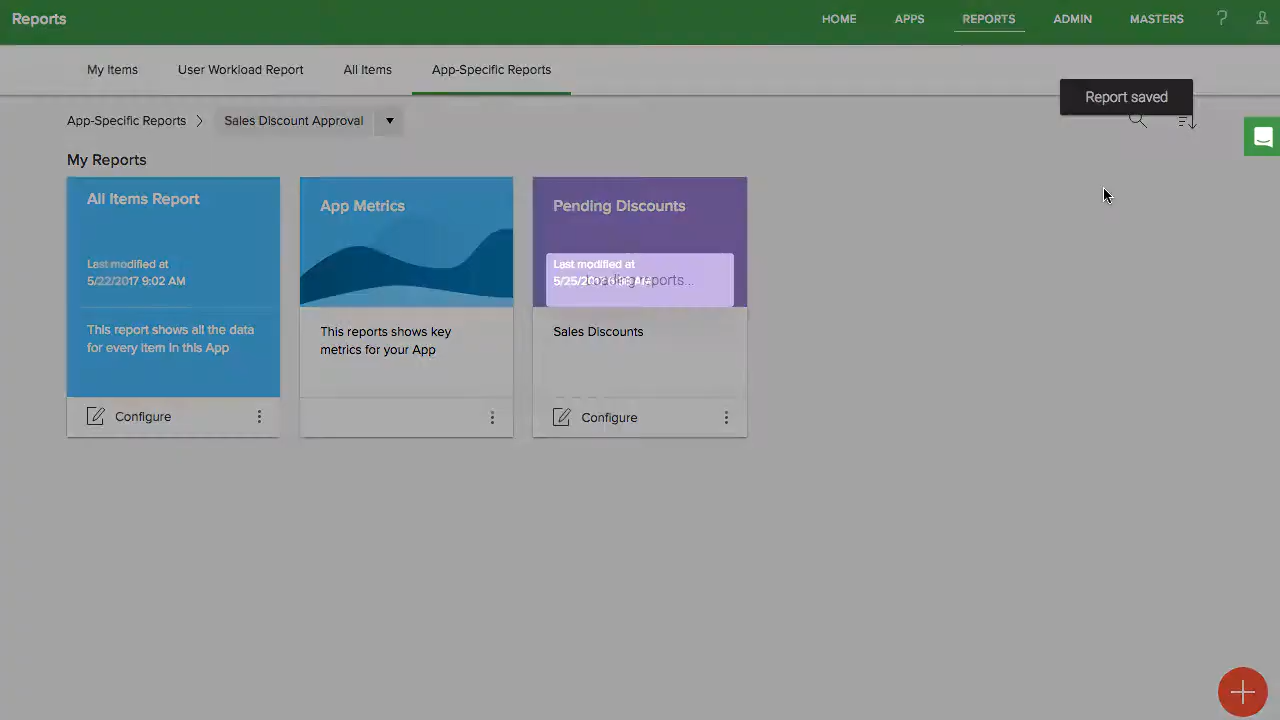 Reports
HOME
APPS
REPORTS
ADMIN
MASTERS
?
My Items
User Workload Report
All Items
App-Specific Reports
Report saved
App-Specific Reports
Sales Discount Approval
My Reports
All Items Report
Last modified at
5/22/2017 9:02 AM
This report shows all the data
for every item in this App
Configure
App Metrics
This reports shows key
metrics for your App
Pending Discounts
Last modified at
Loading reports...
Sales Discounts
Configure